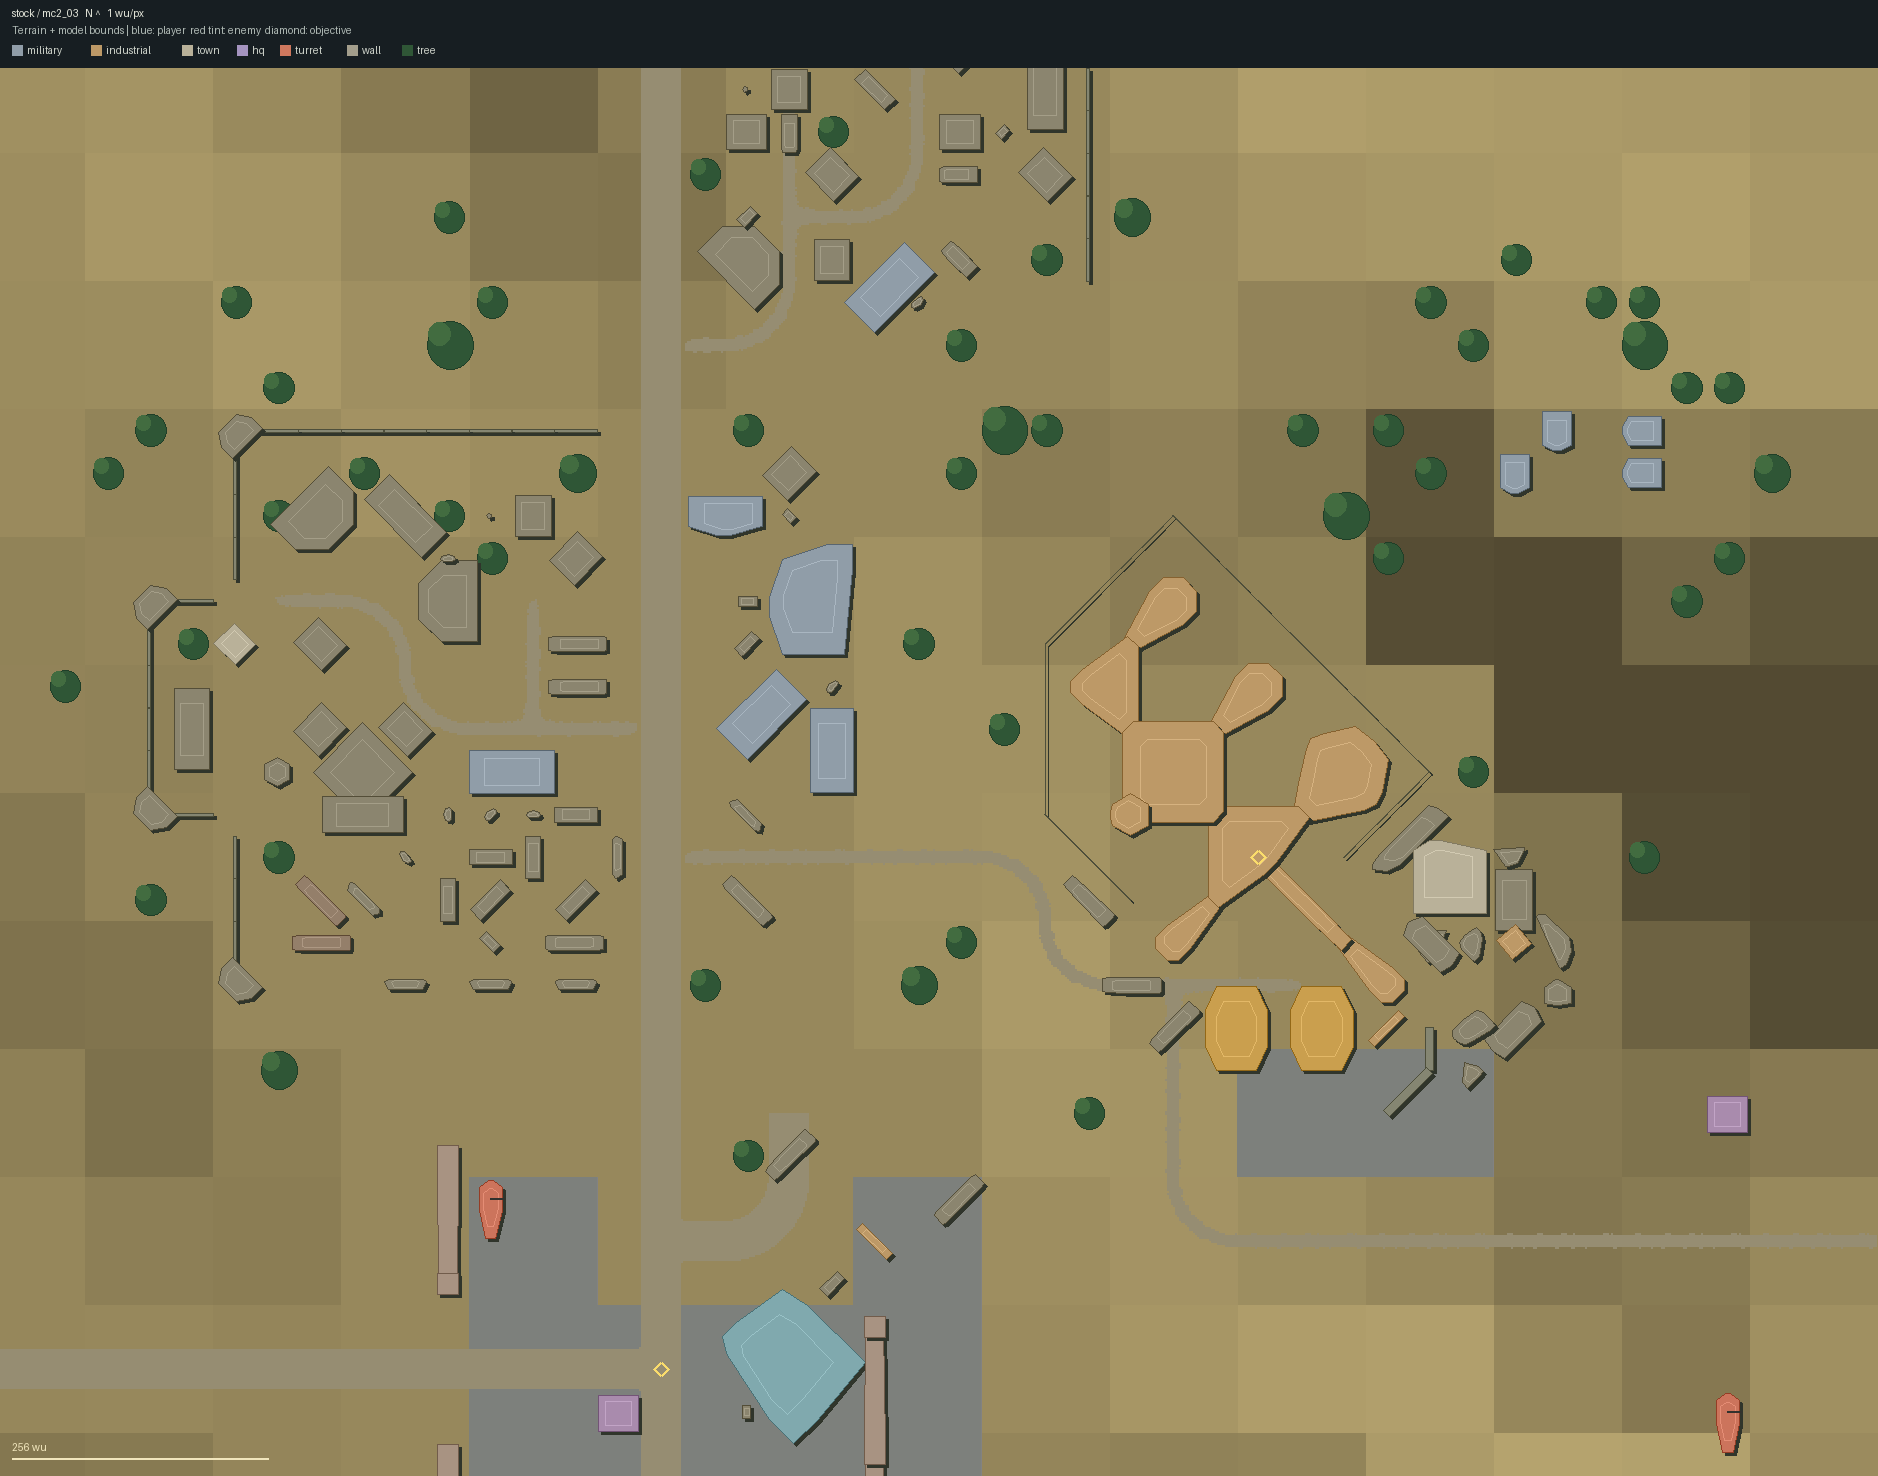 stock / mc2_03 N ^ 1 wu/px
Terrain + model bounds | blue: player red tint: enemy diamond: objective
military industrial town hq turret wall tree
256 wu